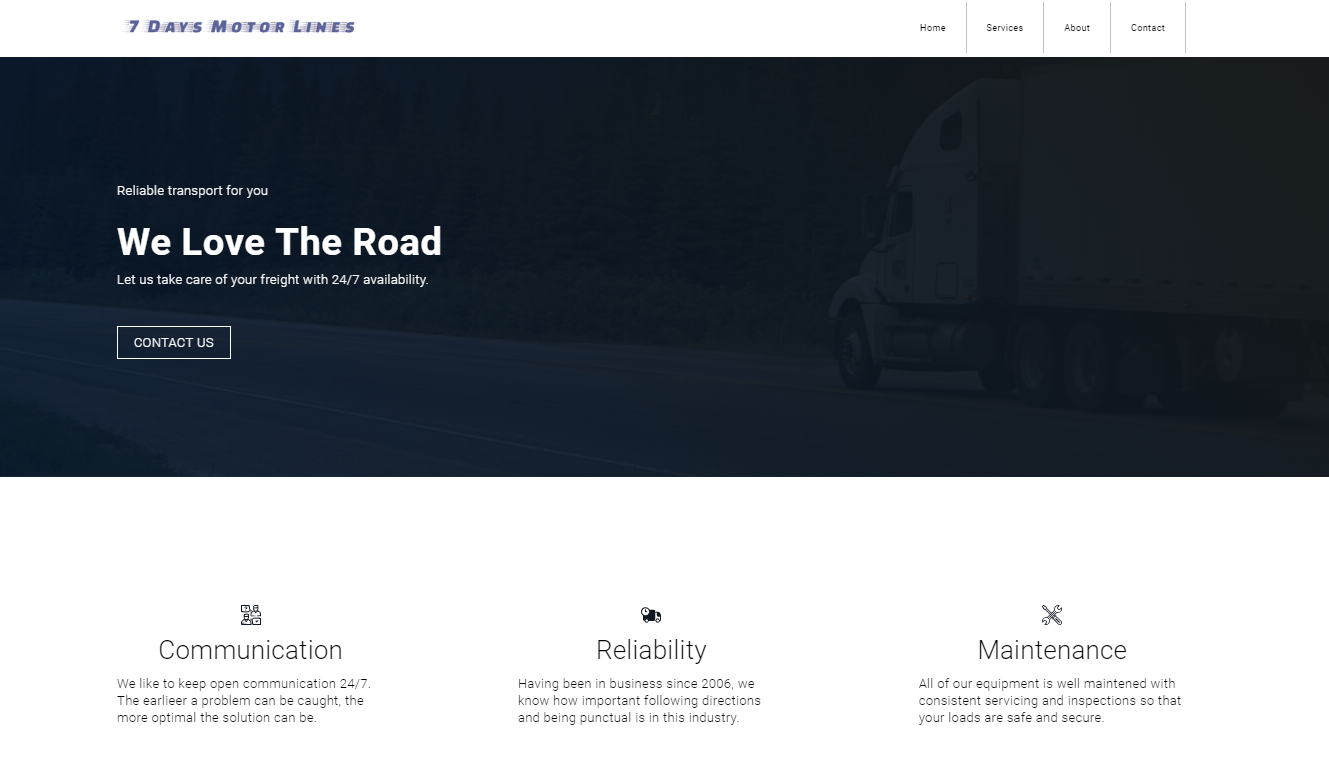 7 Days Motor Lines
Home
Services
About
Contact
Reliable transport for you
We Love The Road
Let us take care of your freight with 24/7 availability.
CONTACT US
Communication
We like to keep open communication 24/7.
The earlieer a problem can be caught, the
more optimal the solution can be.
Reliability
Having been in business since 2006, we
know how important following directions
and being punctual is in this industry.
Maintenance
All of our equipment is well maintened with
consistent servicing and inspections so that
your loads are safe and secure.